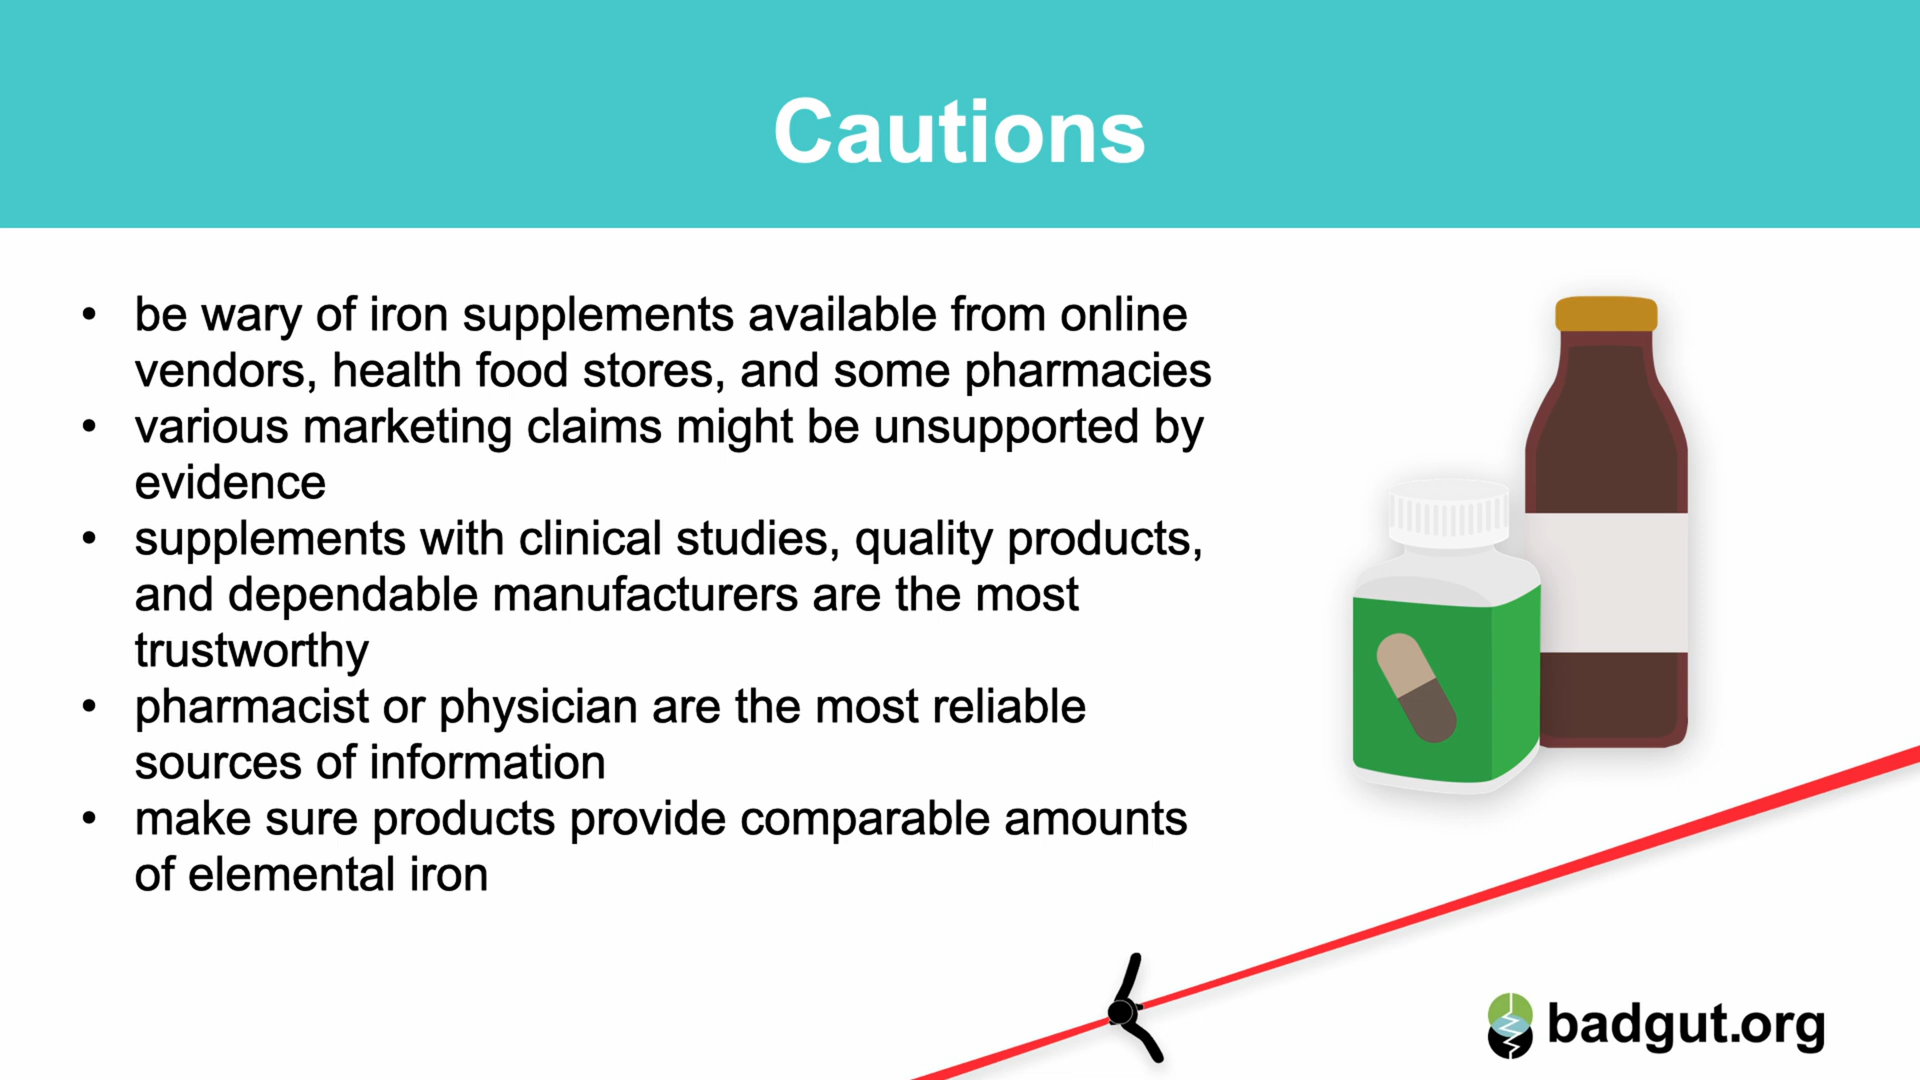 Cautions
• be wary of iron supplements available from online
vendors, health food stores, and some pharmacies
• various marketing claims might be unsupported by
evidence
• supplements with clinical studies, quality products,
and dependable manufacturers are the most
trustworthy
• pharmacist or physician are the most reliable
sources of information
• make sure products provide comparable amounts
of elemental iron
badgut.org